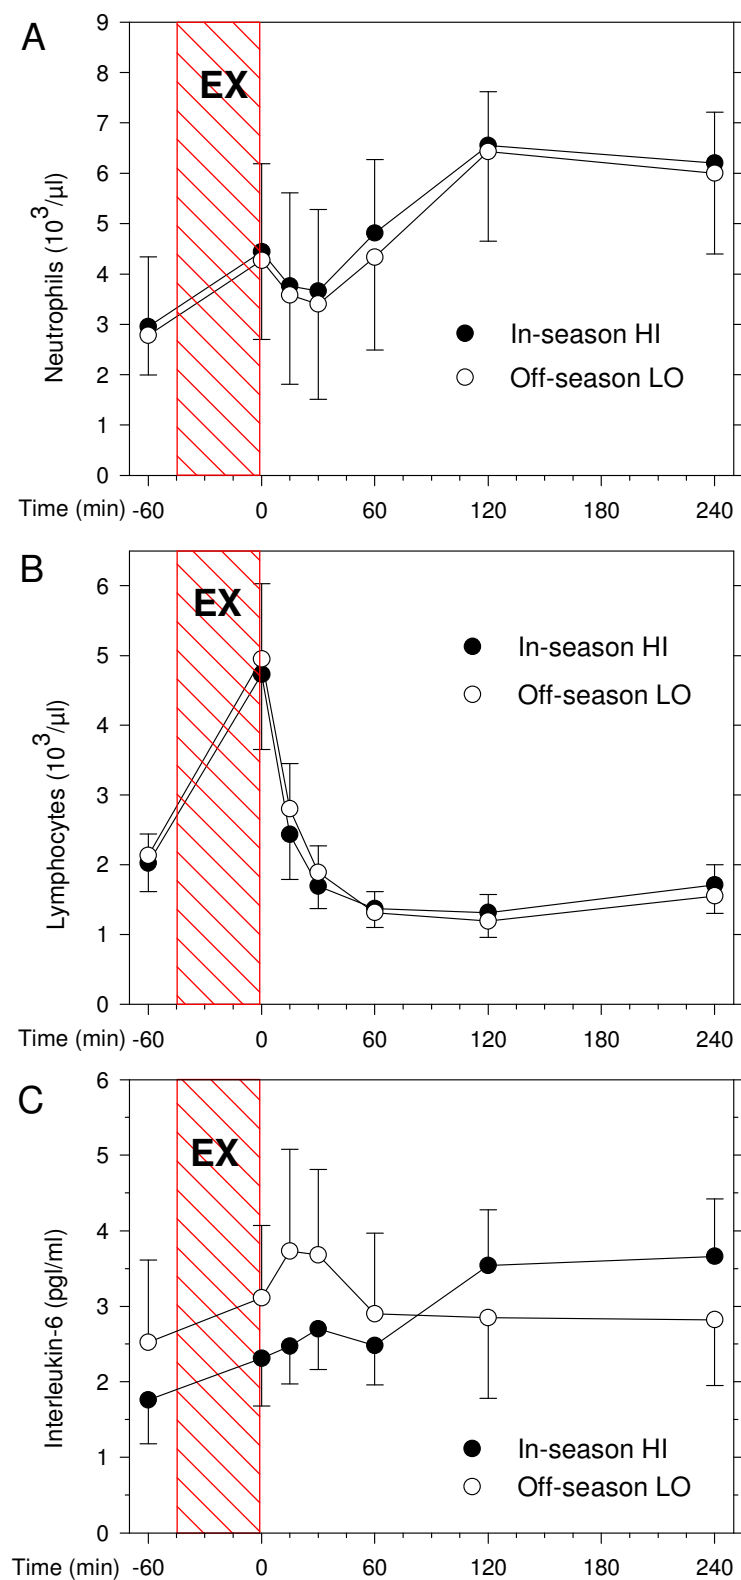 A
EX
9
8
7
6
5
4
3
2
1
0
Neutrophils (10^3/µl)
In-season HI
Off-season LO
Time (min) -60 0 60 120 180 240
B
EX
6
5
4
3
2
1
0
Lymphocytes (10^3/µl)
In-season HI
Off-season LO
Time (min) -60 0 60 120 180 240
C
EX
6
5
4
3
2
1
0
Interleukin-6 (pgl/ml)
In-season HI
Off-season LO
Time (min) -60 0 60 120 180 240